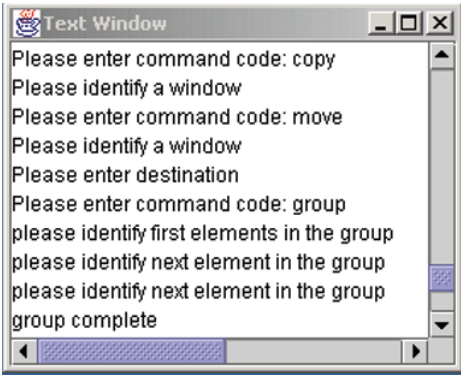 Text Window
Please enter command code: copy
Please identify a window
Please enter command code: move
Please identify a window
Please enter destination
Please enter command code: group
please identify first elements in the group
please identify next element in the group
please identify next element in the group
group complete